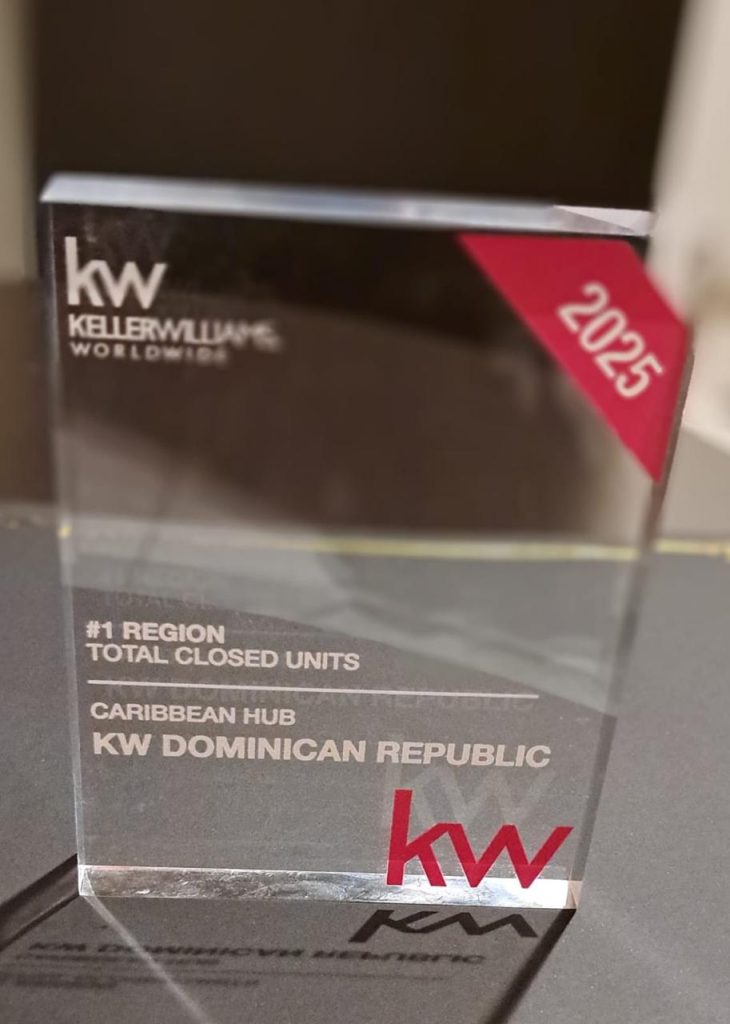 kw
KELLERWILLIAMS
WORLDWIDE
2025
#1 REGION
TOTAL CLOSED UNITS
CARIBBEAN HUB
KW DOMINICAN REPUBLIC
kw